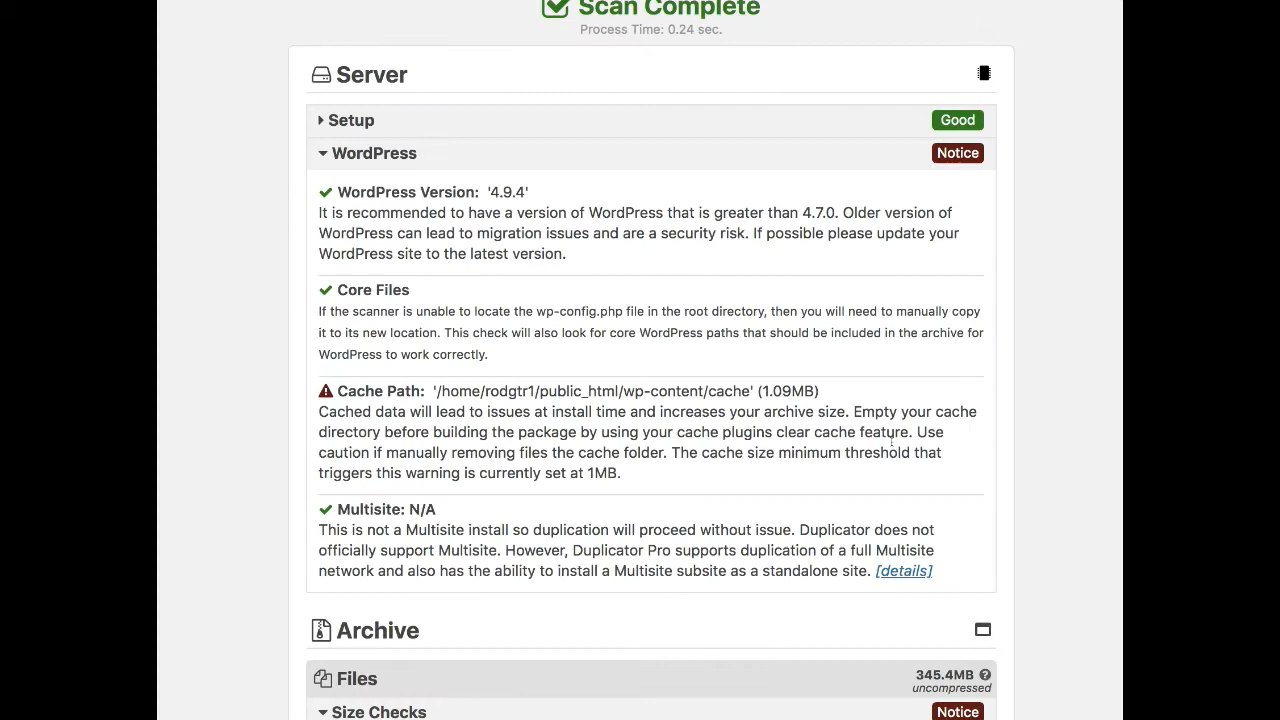 Scan Complete
Process Time: 0.24 sec.
Server
Setup Good
WordPress Notice
WordPress Version: '4.9.4'
It is recommended to have a version of WordPress that is greater than 4.7.0. Older version of
WordPress can lead to migration issues and are a security risk. If possible please update your
WordPress site to the latest version.
Core Files
If the scanner is unable to locate the wp-config.php file in the root directory, then you will need to manually copy
it to its new location. This check will also look for core WordPress paths that should be included in the archive for
WordPress to work correctly.
Cache Path: '/home/rodgtr1/public_html/wp-content/cache' (1.09MB)
Cached data will lead to issues at install time and increases your archive size. Empty your cache
directory before building the package by using your cache plugins clear cache feature. Use
caution if manually removing files the cache folder. The cache size minimum threshold that
triggers this warning is currently set at 1MB.
Multisite: N/A
This is not a Multisite install so duplication will proceed without issue. Duplicator does not
officially support Multisite. However, Duplicator Pro supports duplication of a full Multisite
network and also has the ability to install a Multisite subsite as a standalone site. [details]
Archive
Files 345.4MB
uncompressed
Size Checks Notice